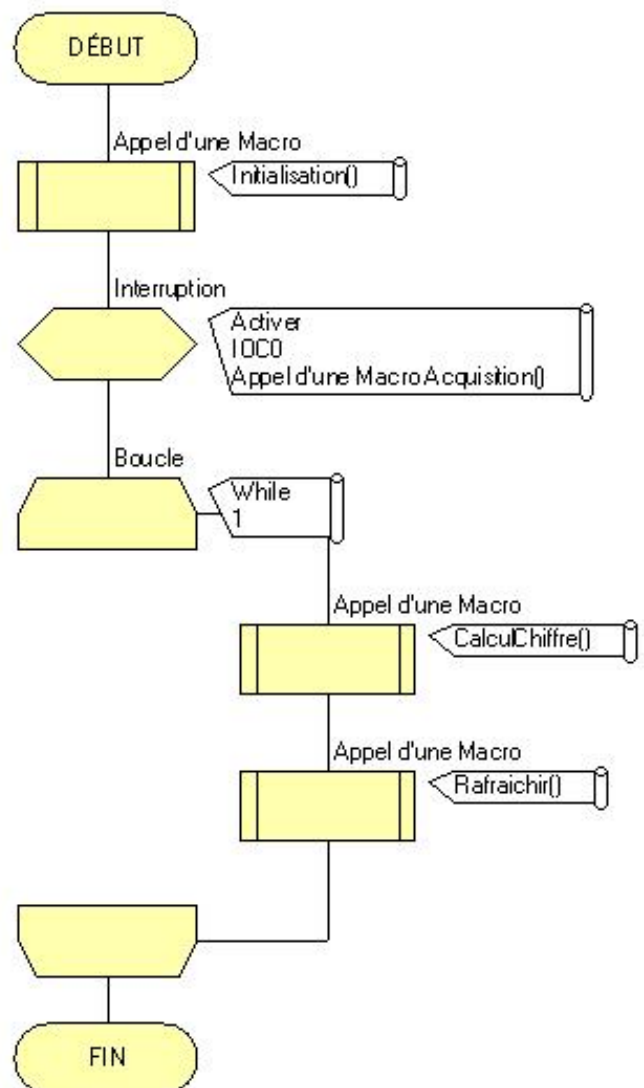 DÉBUT
Appel d'une Macro
Initialisation()
Interruption
Activer
IOC0
Appel d'une Macro Acquisition()
Boucle
While
1
Appel d'une Macro
CalculChiffre()
Appel d'une Macro
Rafraichir()
FIN